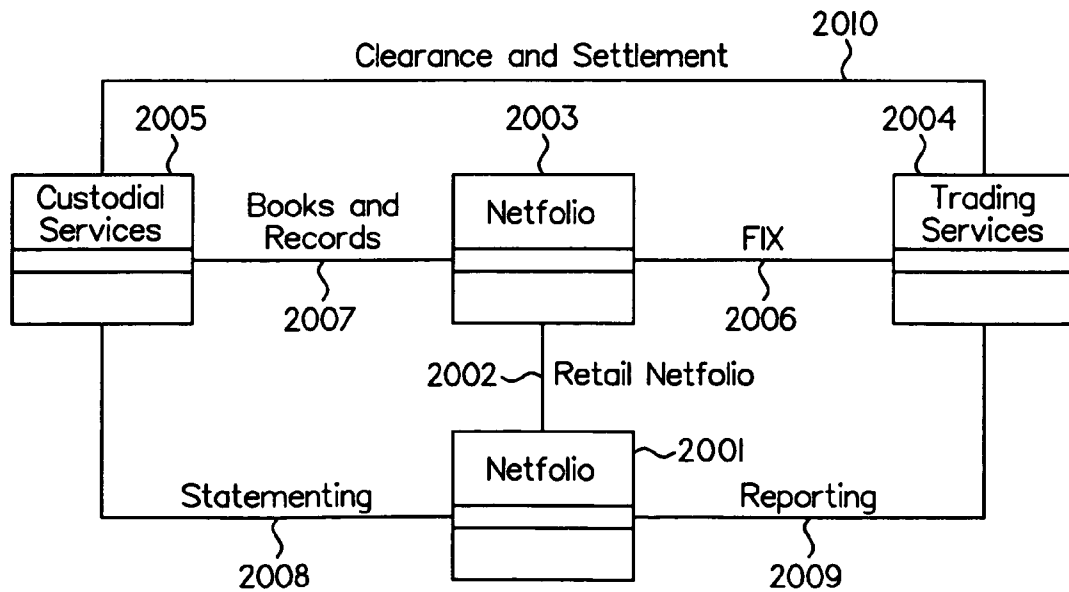 2010
Clearance and Settlement
2005
2003
2004
Custodial
Services
Books and
Records
Netfolio
FIX
Trading
Services
2007
2006
2002
Retail Netfolio
Netfolio
2001
Statementing
Reporting
2008
2009